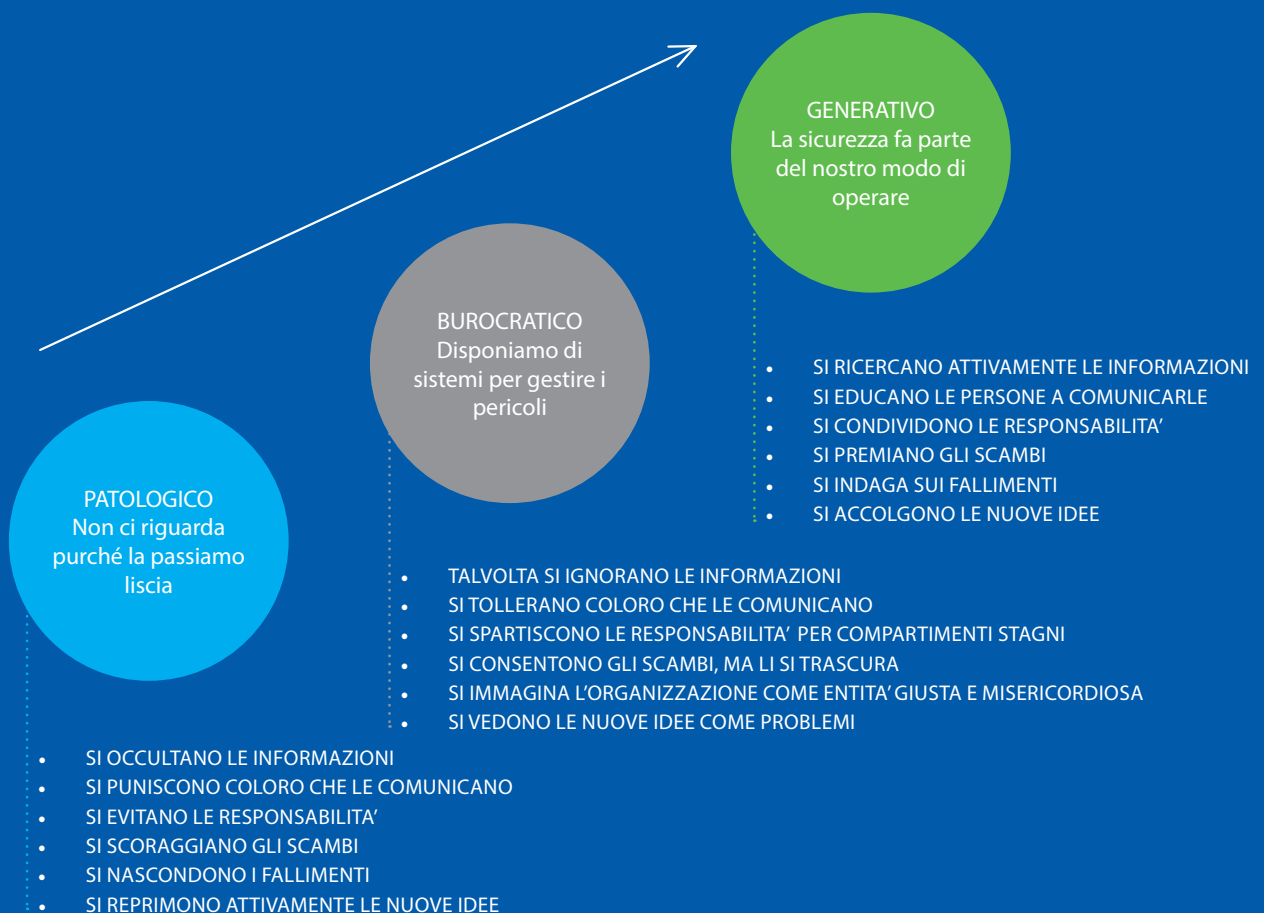 GENERATIVO
La sicurezza fa parte
del nostro modo di
operare
BUROCRATICO
Disponiamo di
sistemi per gestire i
pericoli
PATOLOGICO
Non ci riguarda
purché la passiamo
liscia
• SI RICERCANO ATTIVAMENTE LE INFORMAZIONI
• SI EDUCANO LE PERSONE A COMUNICARLE
• SI CONDIVIDONO LE RESPONSABILITA’
• SI PREMIANO GLI SCAMBI
• SI INDAGA SUI FALLIMENTI
• SI ACCOLGONO LE NUOVE IDEE
• TALVOLTA SI IGNORANO LE INFORMAZIONI
• SI TOLLERANO COLORO CHE LE COMUNICANO
• SI SPARTISCONO LE RESPONSABILITA’ PER COMPARTIMENTI STAGNI
• SI CONSENTONO GLI SCAMBI, MA LI SI TRASCURA
• SI IMMAGINA L’ORGANIZZAZIONE COME ENTITA’ GIUSTA E MISERICORDIOSA
• SI VEDONO LE NUOVE IDEE COME PROBLEMI
• SI OCCULTANO LE INFORMAZIONI
• SI PUNISCONO COLORO CHE LE COMUNICANO
• SI EVITANO LE RESPONSABILITA’
• SI SCORAGGIANO GLI SCAMBI
• SI NASCONDONO I FALLIMENTI
• SI REPRIMONO ATTIVAMENTE LE NUOVE IDEE